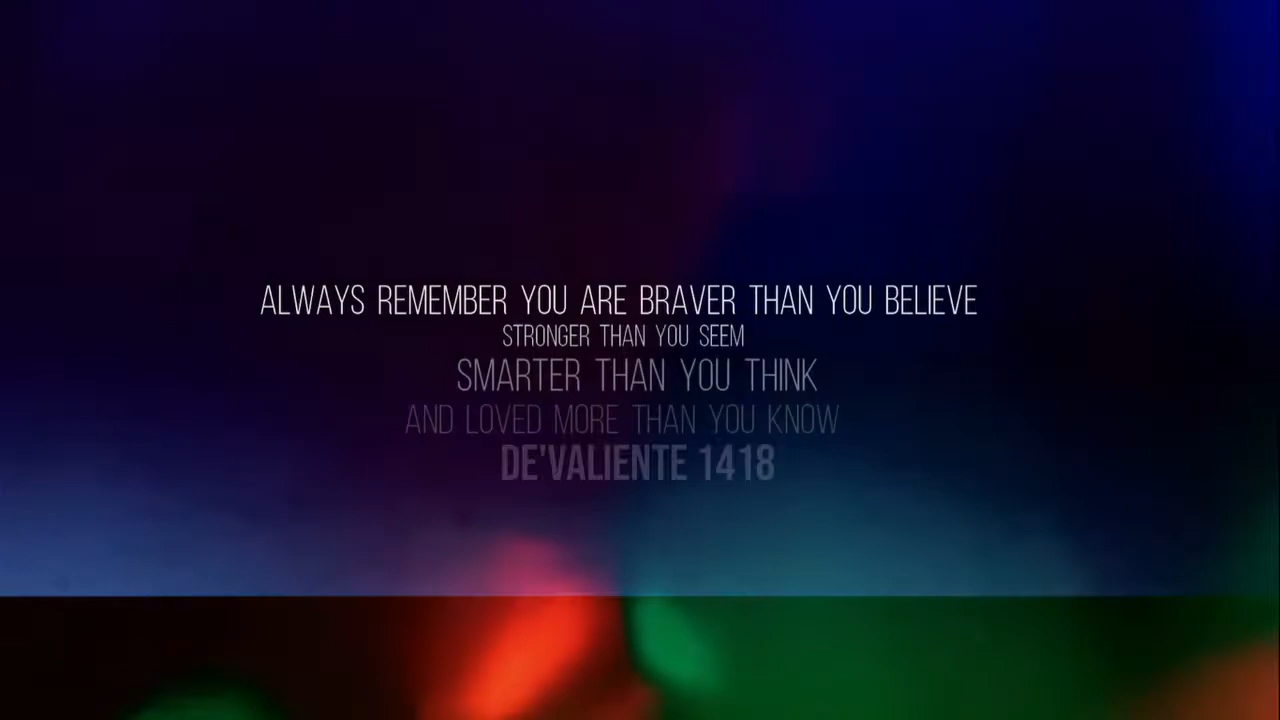 ALWAYS REMEMBER YOU ARE BRAVER THAN YOU BELIEVE
STRONGER THAN YOU SEEM
SMARTER THAN YOU THINK
AND LOVED MORE THAN YOU KNOW
DE'VALIENTE 1418